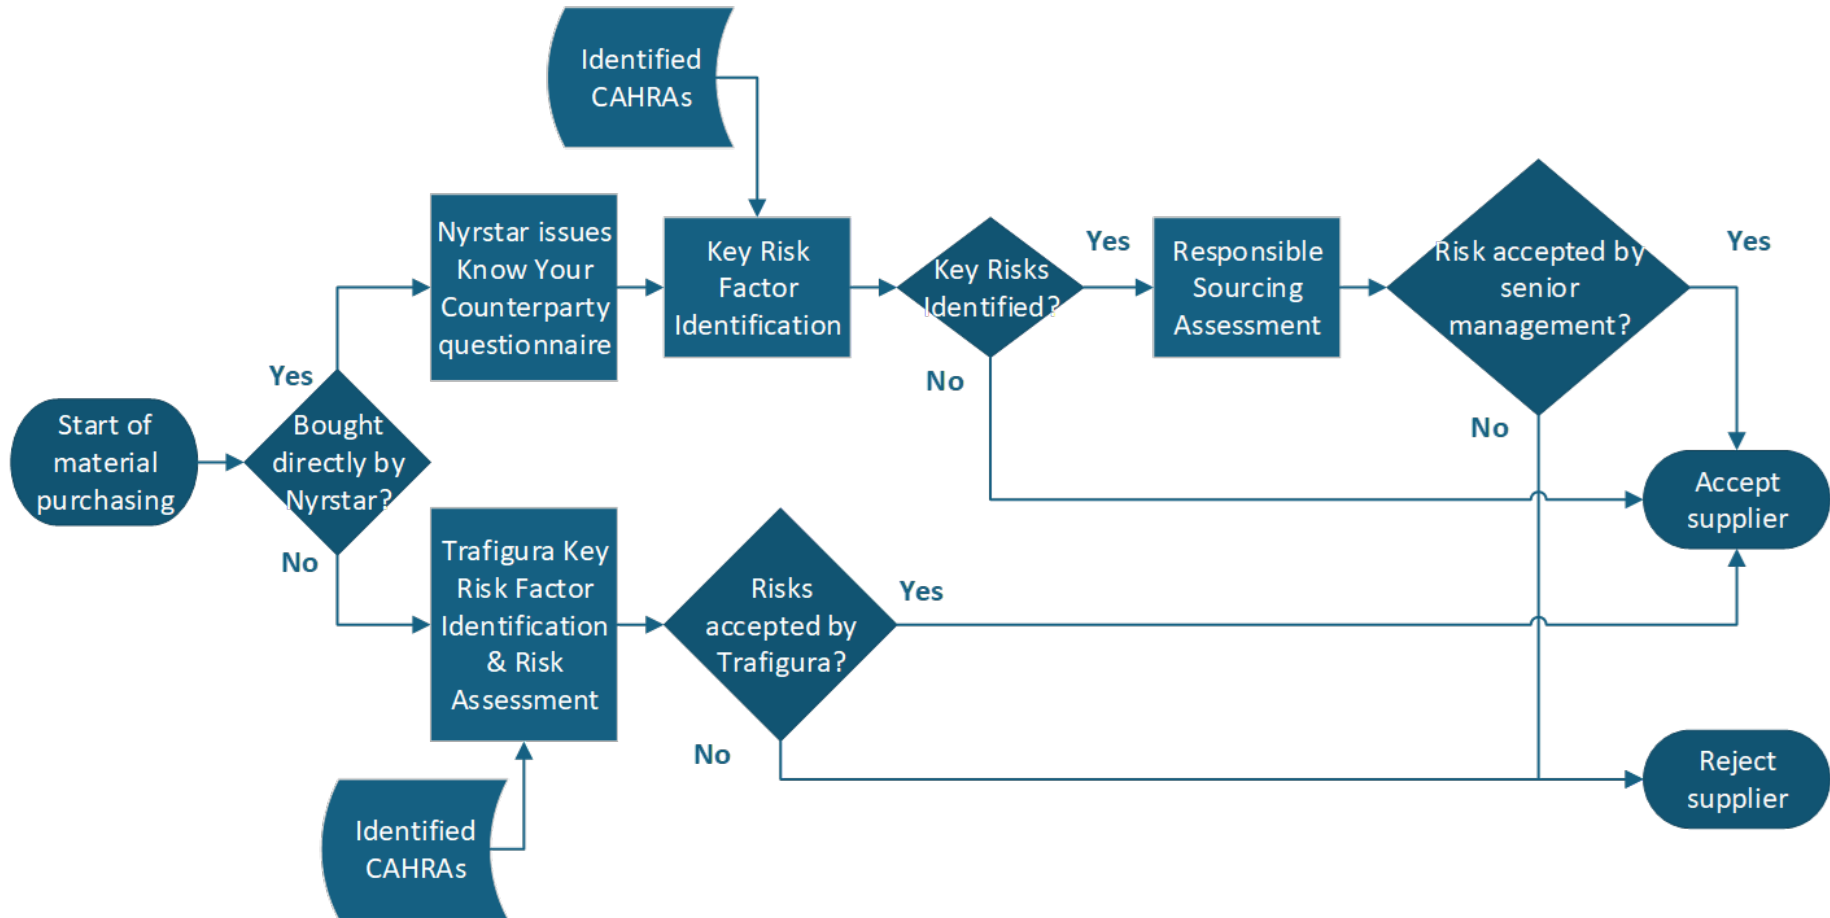 Identified
CAHRAs
Nyrstar issues
Know Your
Counterparty
questionnaire
Key Risk
Factor
Identification
Key Risks
Identified?
Yes
No
Responsible
Sourcing
Assessment
Risk accepted by
senior
management?
Yes
No
Start of
material
purchasing
Yes
Bought
directly by
Nyrstar?
No
Accept
supplier
Trafigura Key
Risk Factor
Identification
& Risk
Assessment
Risks
accepted by
Trafigura?
Yes
No
Reject
supplier
Identified
CAHRAs